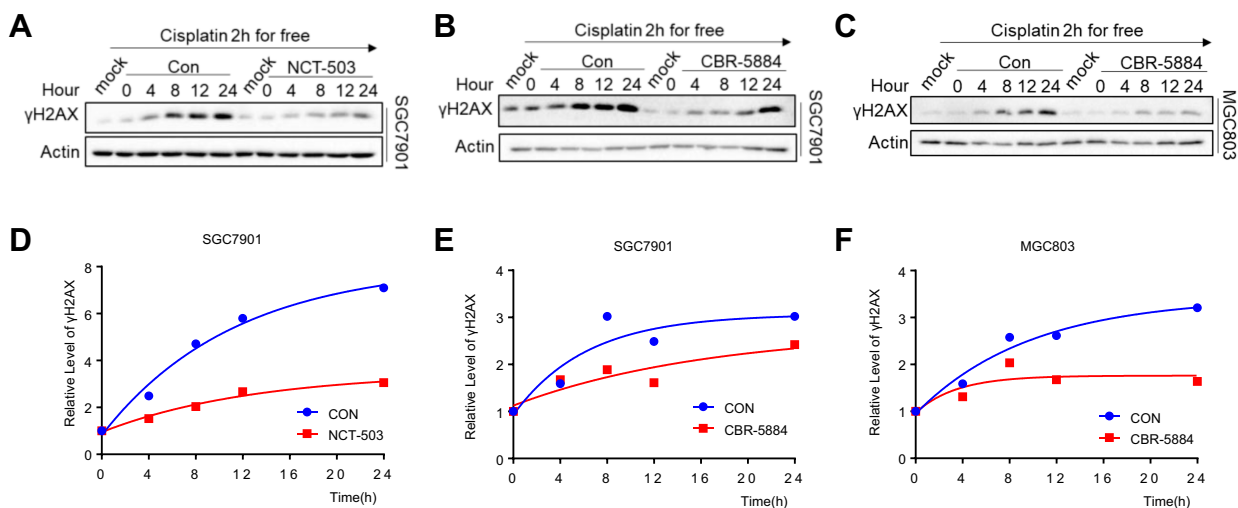 A
Cisplatin 2h for free
mock
Con
mock
NCT-503
Hour
0 4 8 12 24 0 4 8 12 24
γH2AX
Actin
SGC7901
B
Cisplatin 2h for free
mock
Con
mock
CBR-5884
Hour
0 4 8 12 24 0 4 8 12 24
γH2AX
Actin
SGC7901
C
Cisplatin 2h for free
mock
Con
mock
CBR-5884
Hour
0 4 8 12 24 0 4 8 12 24
γH2AX
Actin
MGC803
D
SGC7901
Relative Level of γH2AX
8
6
4
2
0
CON
NCT-503
0 4 8 12 16 20 24
Time(h)
E
SGC7901
Relative Level of γH2AX
4
3
2
1
0
CON
CBR-5884
0 4 8 12 16 20 24
Time(h)
F
MGC803
Relative Level of γH2AX
4
3
2
1
0
CON
CBR-5884
0 4 8 12 16 20 24
Time(h)